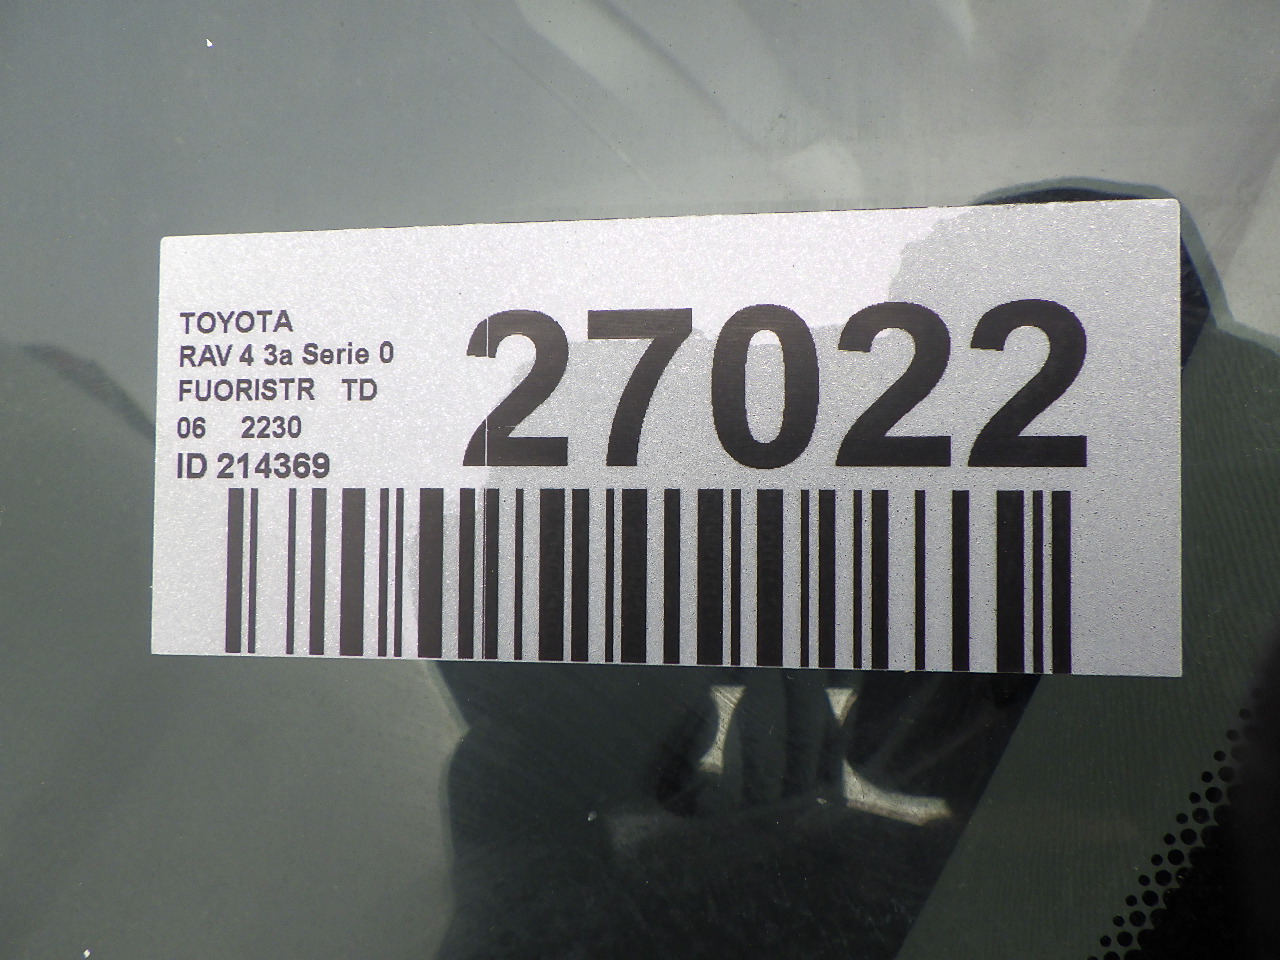 TOYOTA
RAV 4 3a Serie 0
FUORISTR TD
06 2230
ID 214369
27022